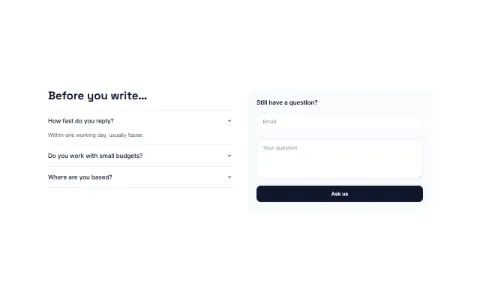 Before you write...
How fast do you reply?
Within one working day, usually faster.
Do you work with small budgets?
Where are you based?
Still have a question?
Email
Your question
Ask us